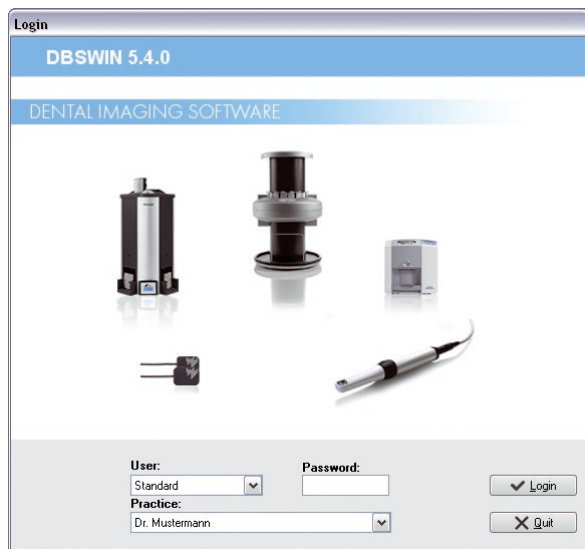 Login
DBSWIN 5.4.0
DENTAL IMAGING SOFTWARE
User: Password:
Standard
Login
Practice:
Dr. Mustermann
Quit